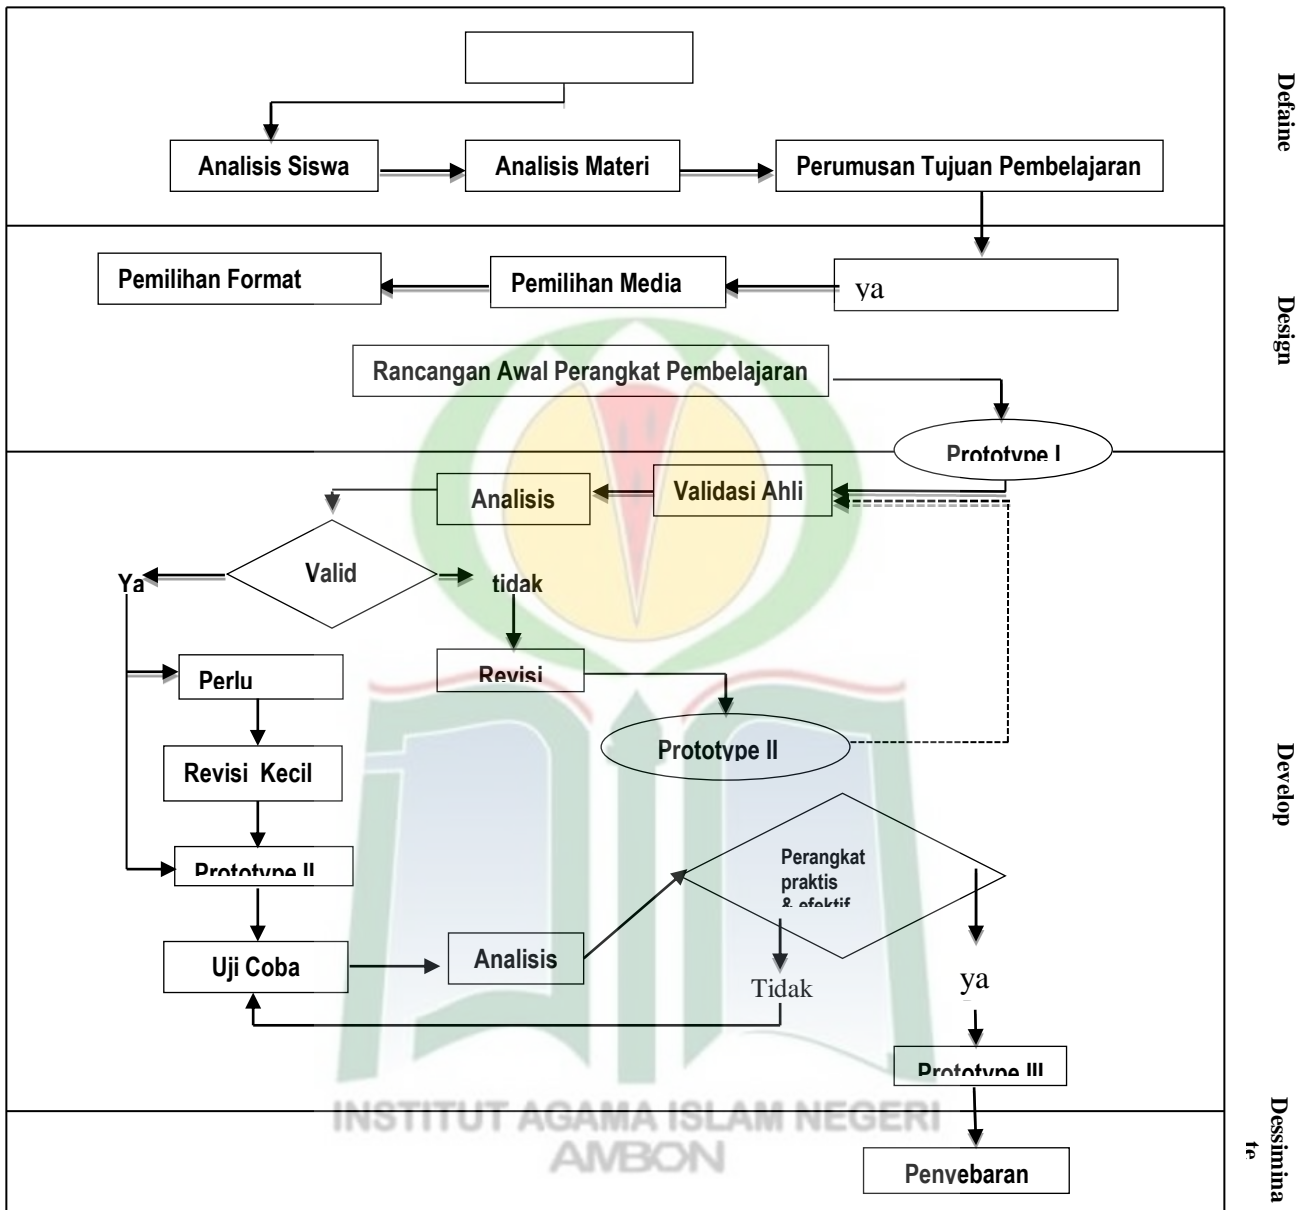 Defaine
Analisis Siswa
Analisis Materi
Perumusan Tujuan Pembelajaran
Design
Pemilihan Format
Pemilihan Media
ya
Rancangan Awal Perangkat Pembelajaran
Prototype I
Develop
Analisis
Validasi Ahli
Valid
Ya
tidak
Perlu
Revisi
Revisi Kecil
Prototype II
Prototype II
Perangkat
praktis
& efektif
Uji Coba
Analisis
Tidak
ya
Prototype III
INSTITUT AGAMA ISLAM NEGERI
AMBON
Dessimina
te
Penyebaran